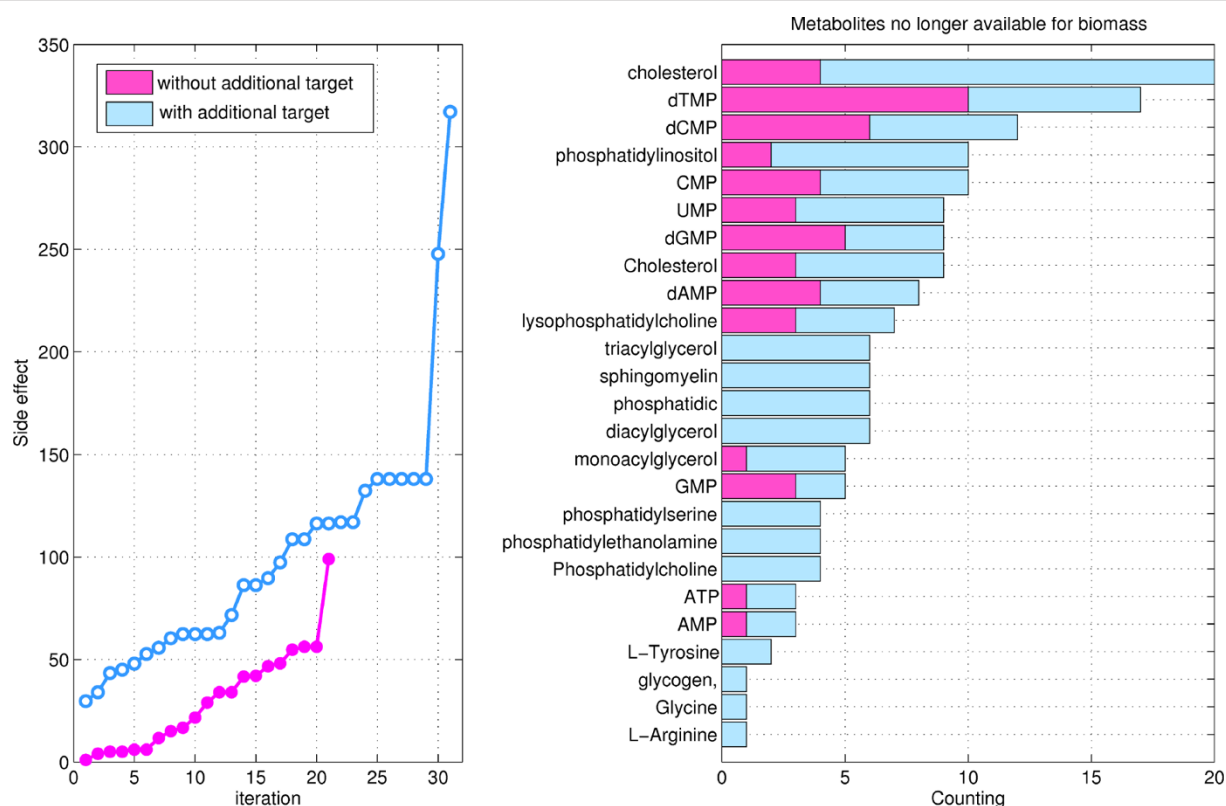 350
300
250
200
150
100
50
0
Side effect
without additional target
with additional target
0 5 10 15 20 25 30
iteration
Metabolites no longer available for biomass
cholesterol
dTMP
dCMP
phosphatidylinositol
CMP
UMP
dGMP
Cholesterol
dAMP
lysophosphatidylcholine
triacylglycerol
sphingomyelin
phosphatidic
diacylglycerol
monoacylglycerol
GMP
phosphatidylserine
phosphatidylethanolamine
Phosphatidylcholine
ATP
AMP
L-Tyrosine
glycogen,
Glycine
L-Arginine
0 5 10 15 20
Counting